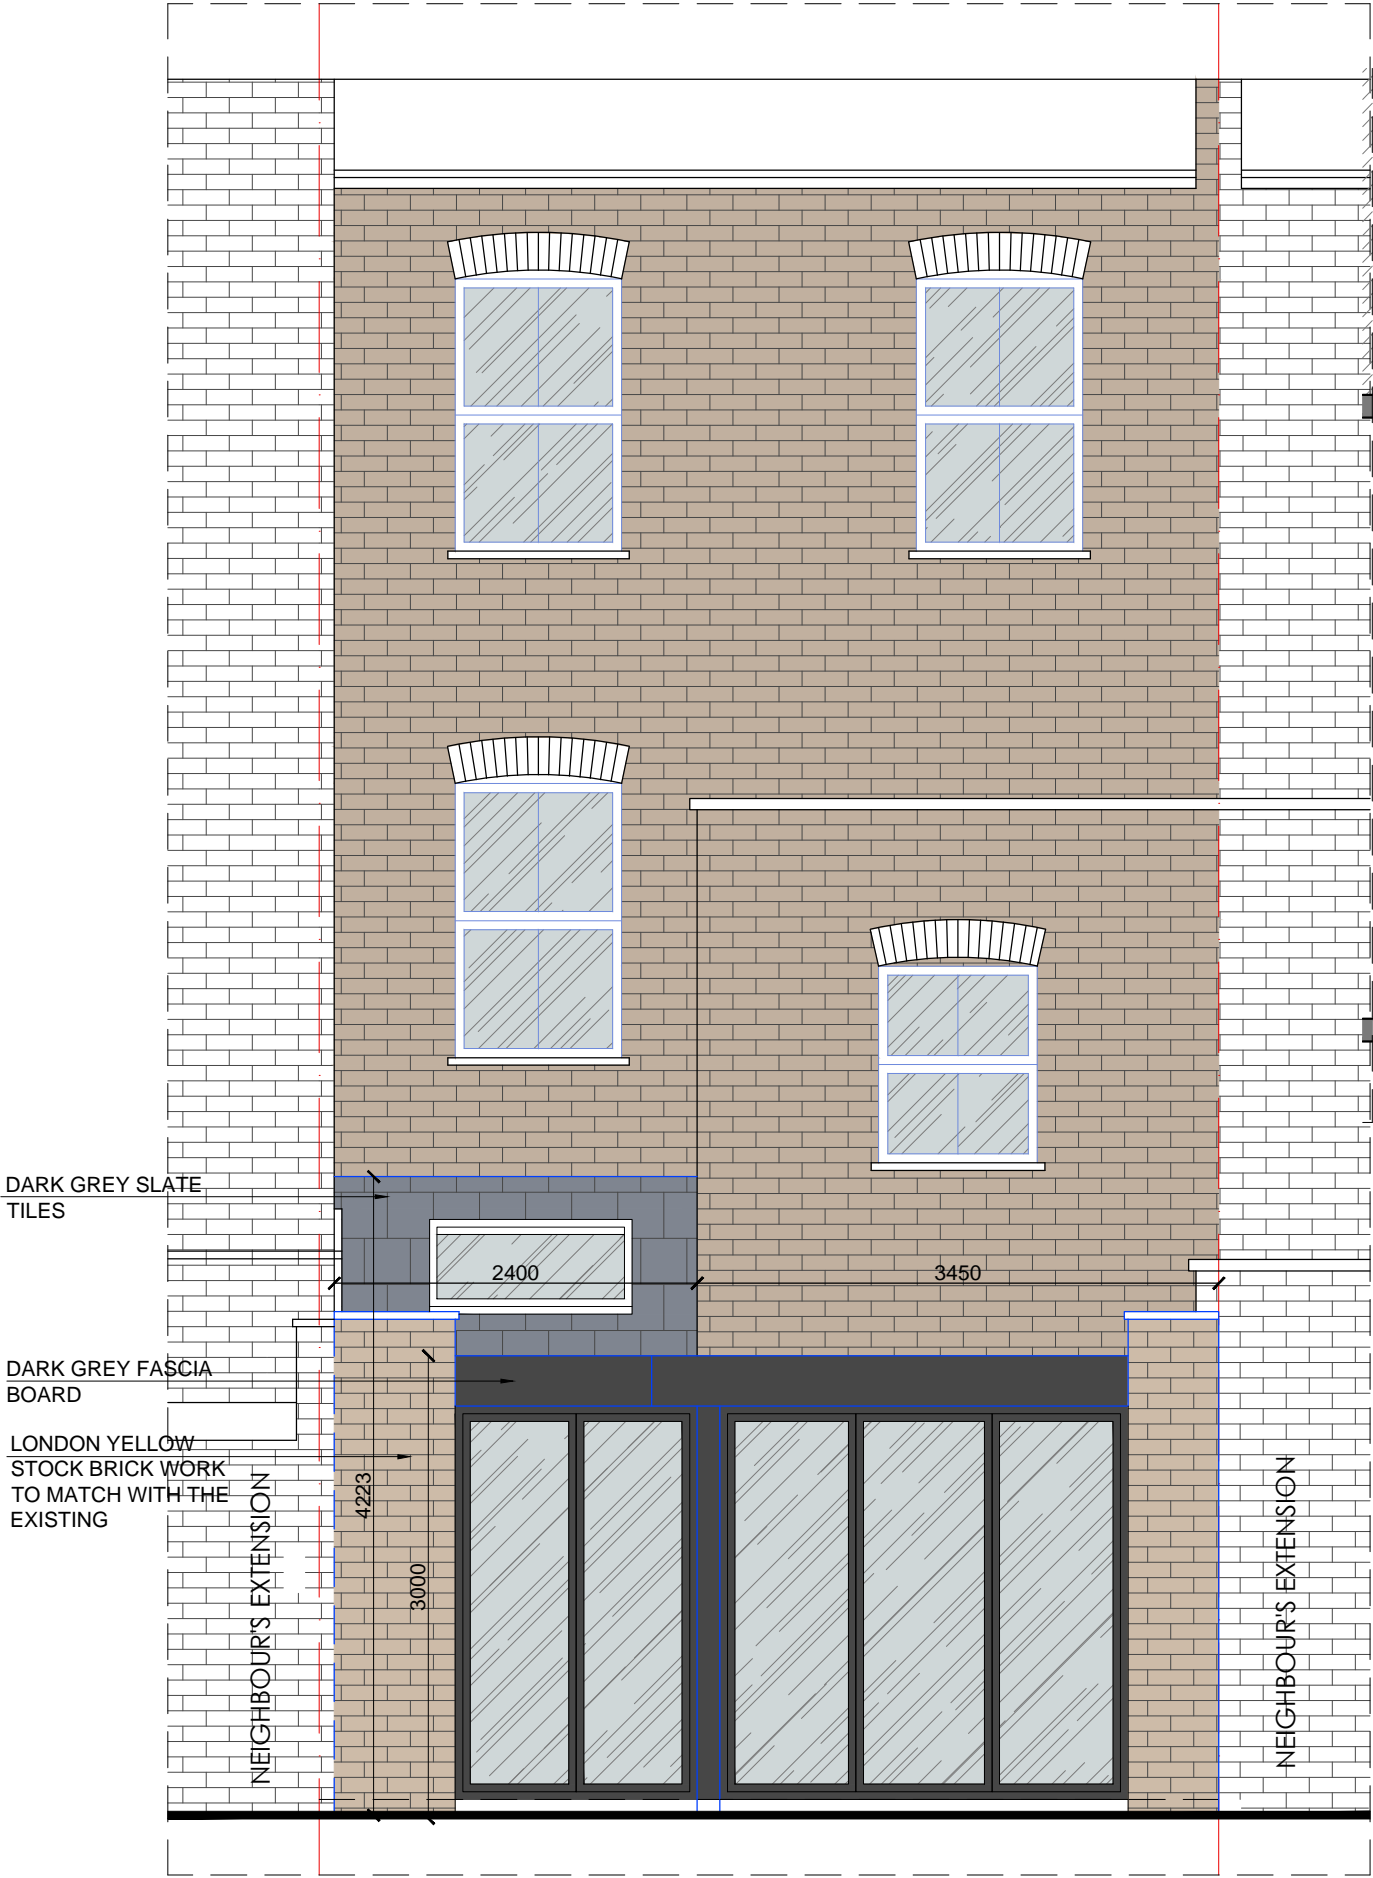 DARK GREY SLATE
TILES
2400
3450
DARK GREY FASCIA
BOARD
LONDON YELLOW
STOCK BRICK WORK
TO MATCH WITH THE
EXISTING
4223
3000
NEIGHBOUR'S EXTENSION
NEIGHBOUR'S EXTENSION